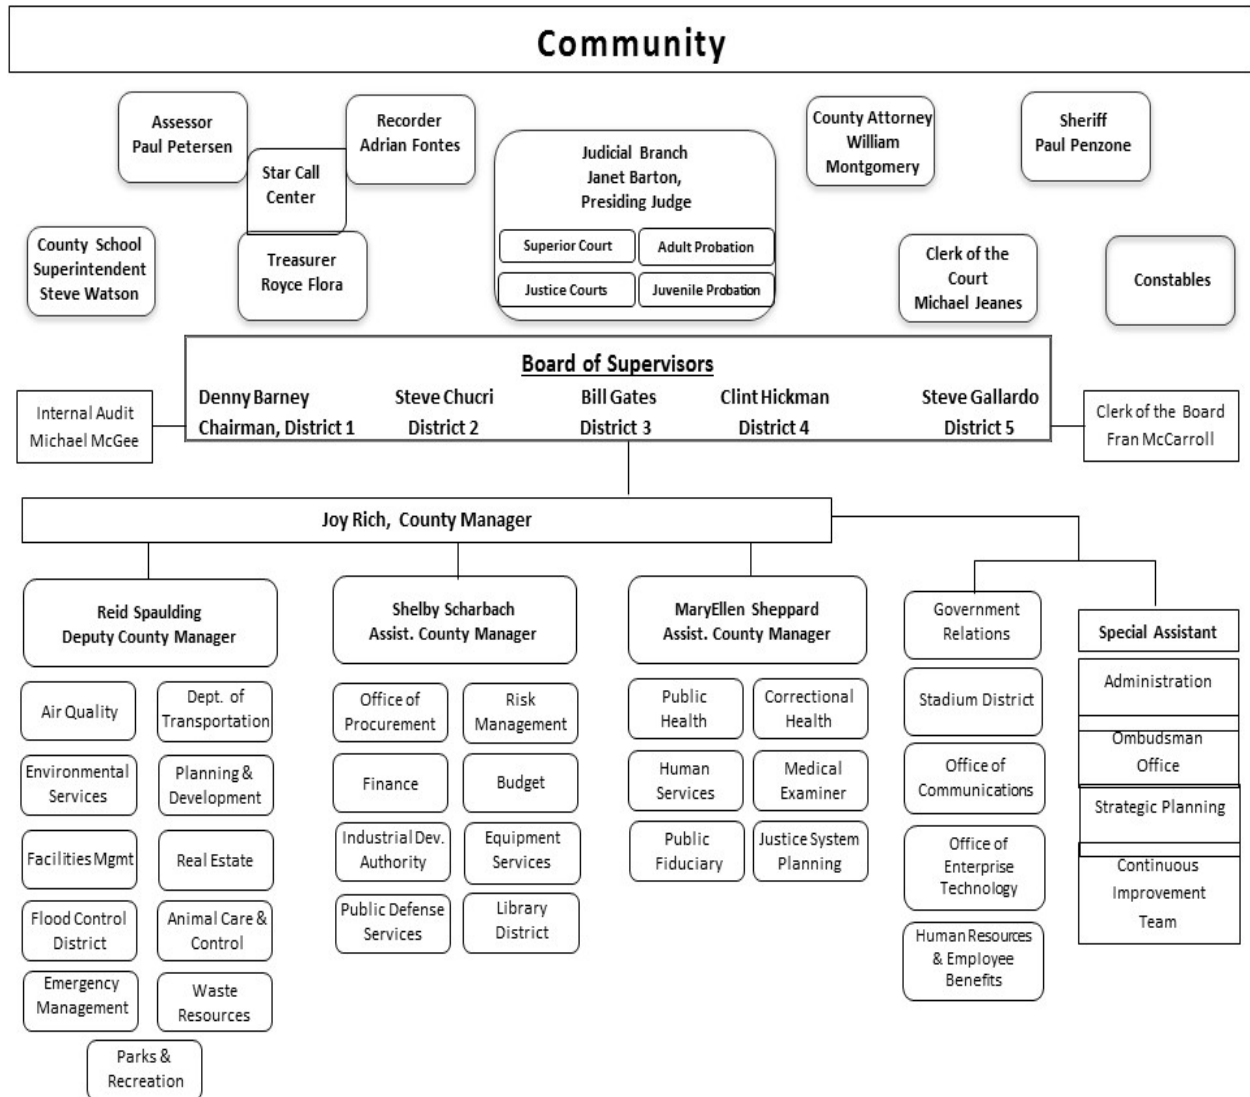 Community
Assessor
Paul Petersen
Recorder
Adrian Fontes
Star Call
Center
County School
Superintendent
Steve Watson
Treasurer
Royce Flora
Judicial Branch
Janet Barton,
Presiding Judge
Superior Court
Adult Probation
Justice Courts
Juvenile Probation
County Attorney
William
Montgomery
Sheriff
Paul Penzone
Clerk of the
Court
Michael Jeanes
Constables
Board of Supervisors
Denny Barney
Chairman, District 1
Steve Chucri
District 2
Bill Gates
District 3
Clint Hickman
District 4
Steve Gallardo
District 5
Internal Audit
Michael McGee
Clerk of the Board
Fran McCarroll
Joy Rich, County Manager
Reid Spaulding
Deputy County Manager
Air Quality
Dept. of
Transportation
Environmental
Services
Planning &
Development
Facilities Mgmt
Real Estate
Flood Control
District
Animal Care &
Control
Emergency
Management
Waste
Resources
Parks &
Recreation
Shelby Scharbach
Assist. County Manager
Office of
Procurement
Risk
Management
Finance
Budget
Industrial Dev.
Authority
Equipment
Services
Public Defense
Services
Library
District
MaryEllen Sheppard
Assist. County Manager
Public
Health
Correctional
Health
Human
Services
Medical
Examiner
Public
Fiduciary
Justice System
Planning
Government
Relations
Stadium District
Office of
Communications
Office of
Enterprise
Technology
Human Resources
& Employee
Benefits
Special Assistant
Administration
Ombudsman
Office
Strategic Planning
Continuous
Improvement
Team